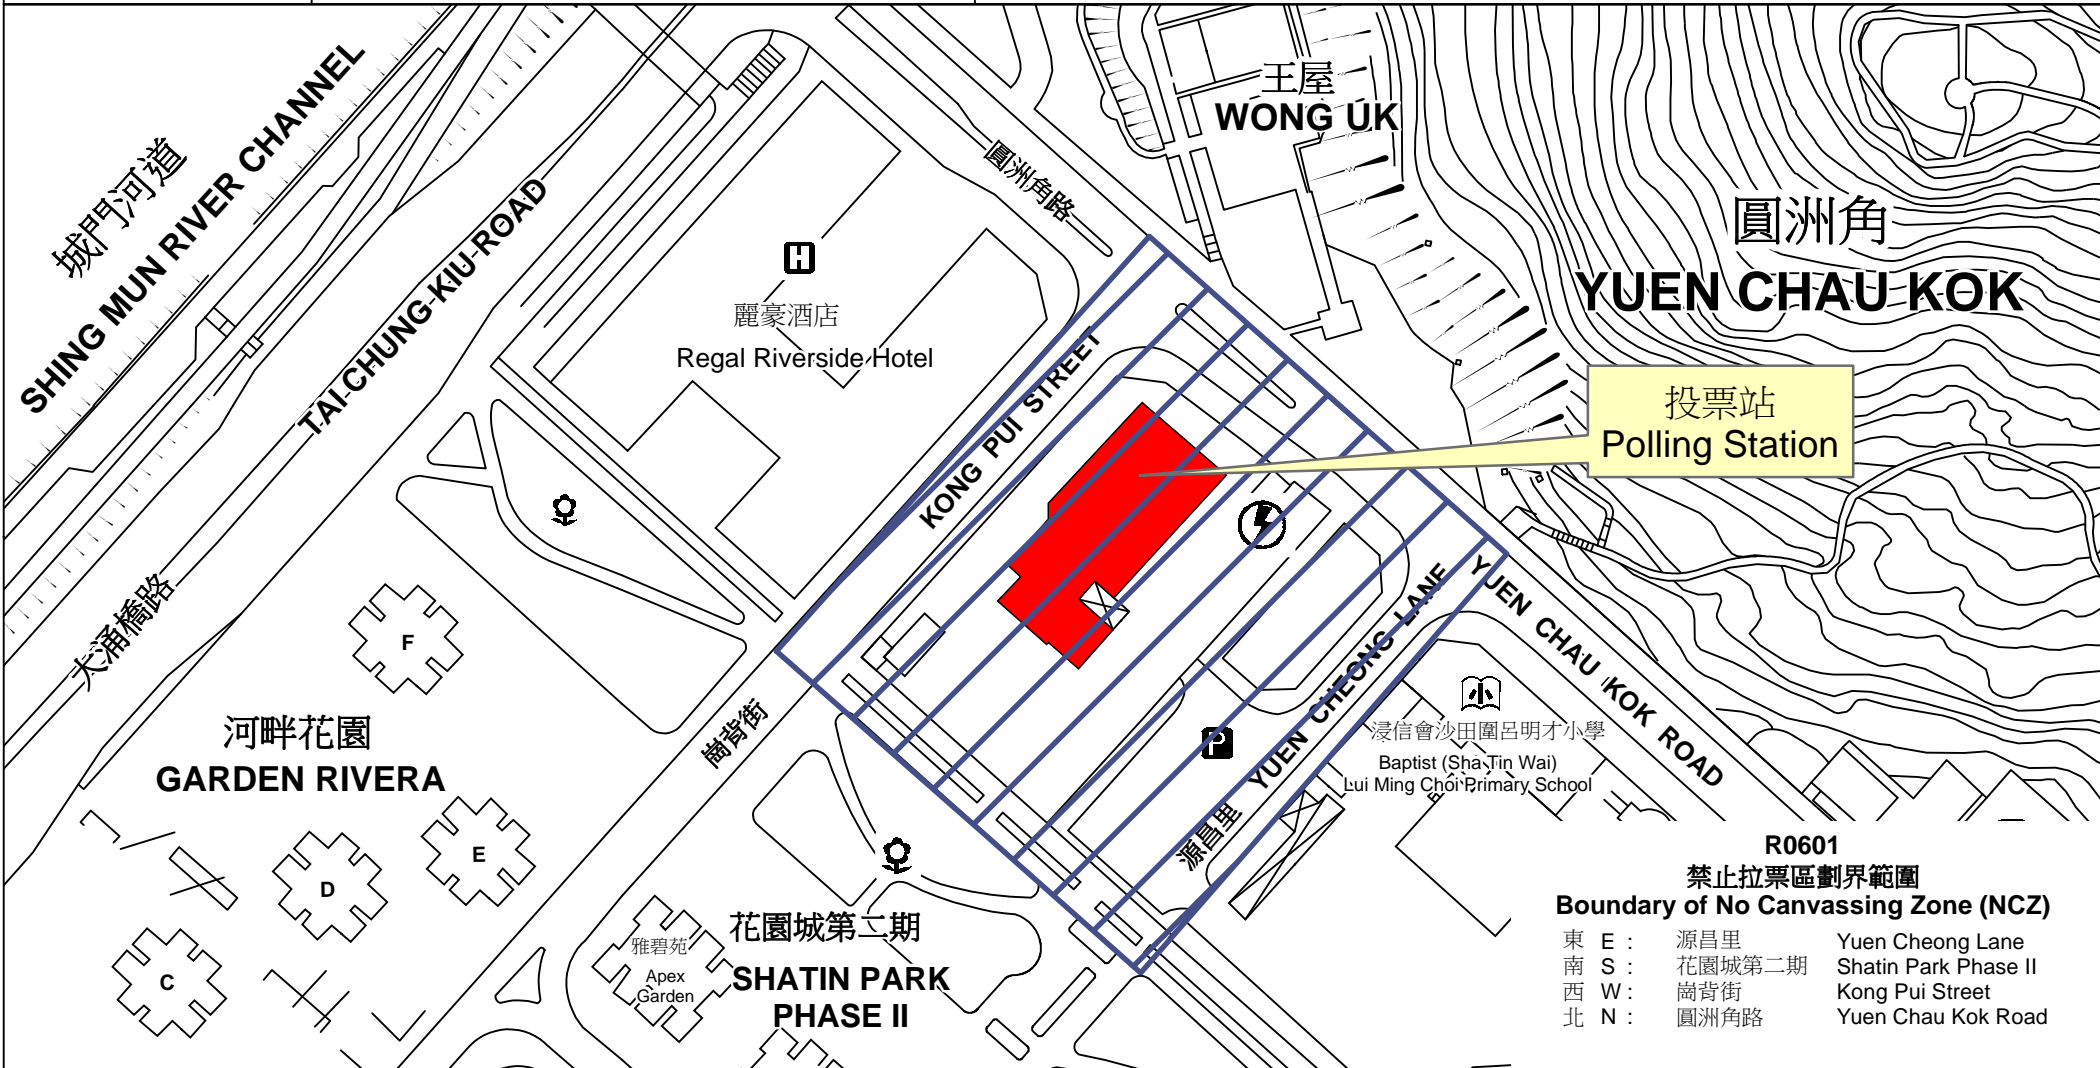 城門河道
SHING MUN RIVER CHANNEL
TAI CHUNG KIU ROAD
大涌橋路
王屋
WONG UK
圓洲角路
圓洲角
YUEN CHAU KOK
H
麗豪酒店
Regal Riverside Hotel
KONG PUI STREET
投票站
Polling Station
YUEN CHAU KOK ROAD
YUEN CHEONG LANE
源昌里
P
浸信會沙田圍呂明才小學
Baptist (Sha Tin Wai)
Lui Ming Choi Primary School
小
崗背街
河畔花園
GARDEN RIVERA
F
E
D
C
雅碧苑
Apex
Garden
花園城第二期
SHATIN PARK
PHASE II
R0601
禁止拉票區劃界範圍
Boundary of No Canvassing Zone (NCZ)
東 E : 源昌里 Yuen Cheong Lane
南 S : 花園城第二期 Shatin Park Phase II
西 W : 崗背街 Kong Pui Street
北 N : 圓洲角路 Yuen Chau Kok Road